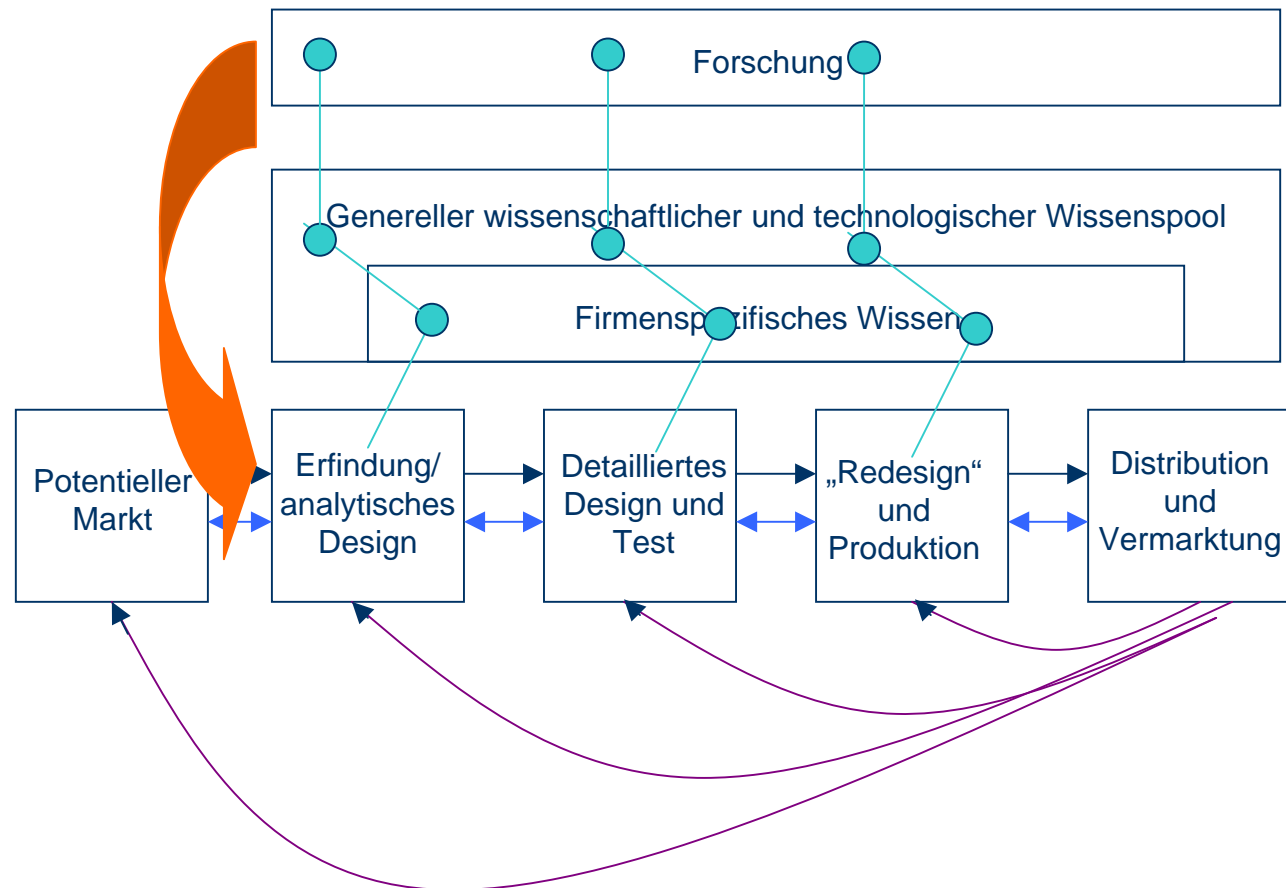 Forschung
Genereller wissenschaftlicher und technologischer Wissenspool
Firmenspezifisches Wissen
Potentieller
Markt
Erfindung/
analytisches
Design
Detailliertes
Design und
Test
„Redesign“
und
Produktion
Distribution
und
Vermarktung